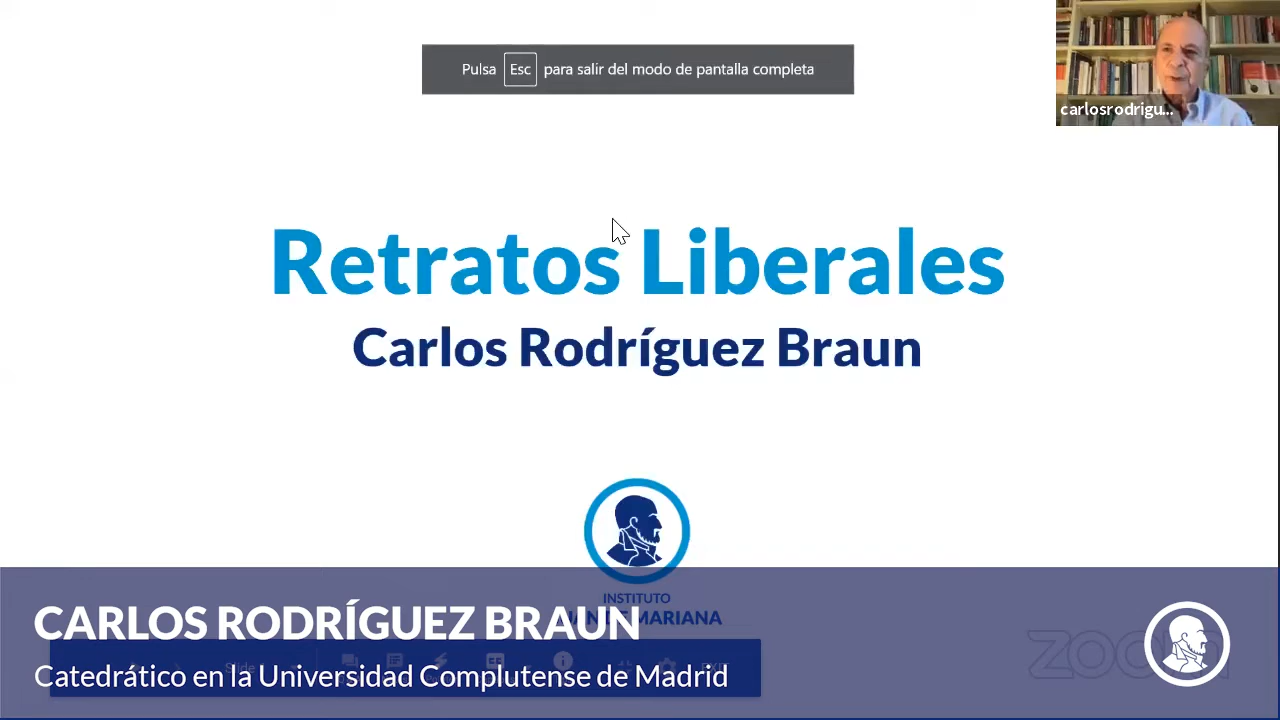 Pulsa Esc para salir del modo de pantalla completa
carlosrodrigu...
Retratos Liberales
Carlos Rodríguez Braun
INSTITUTO
MARIANA
CARLOS RODRÍGUEZ BRAUN
Catedrático en la Universidad Complutense de Madrid
zoom